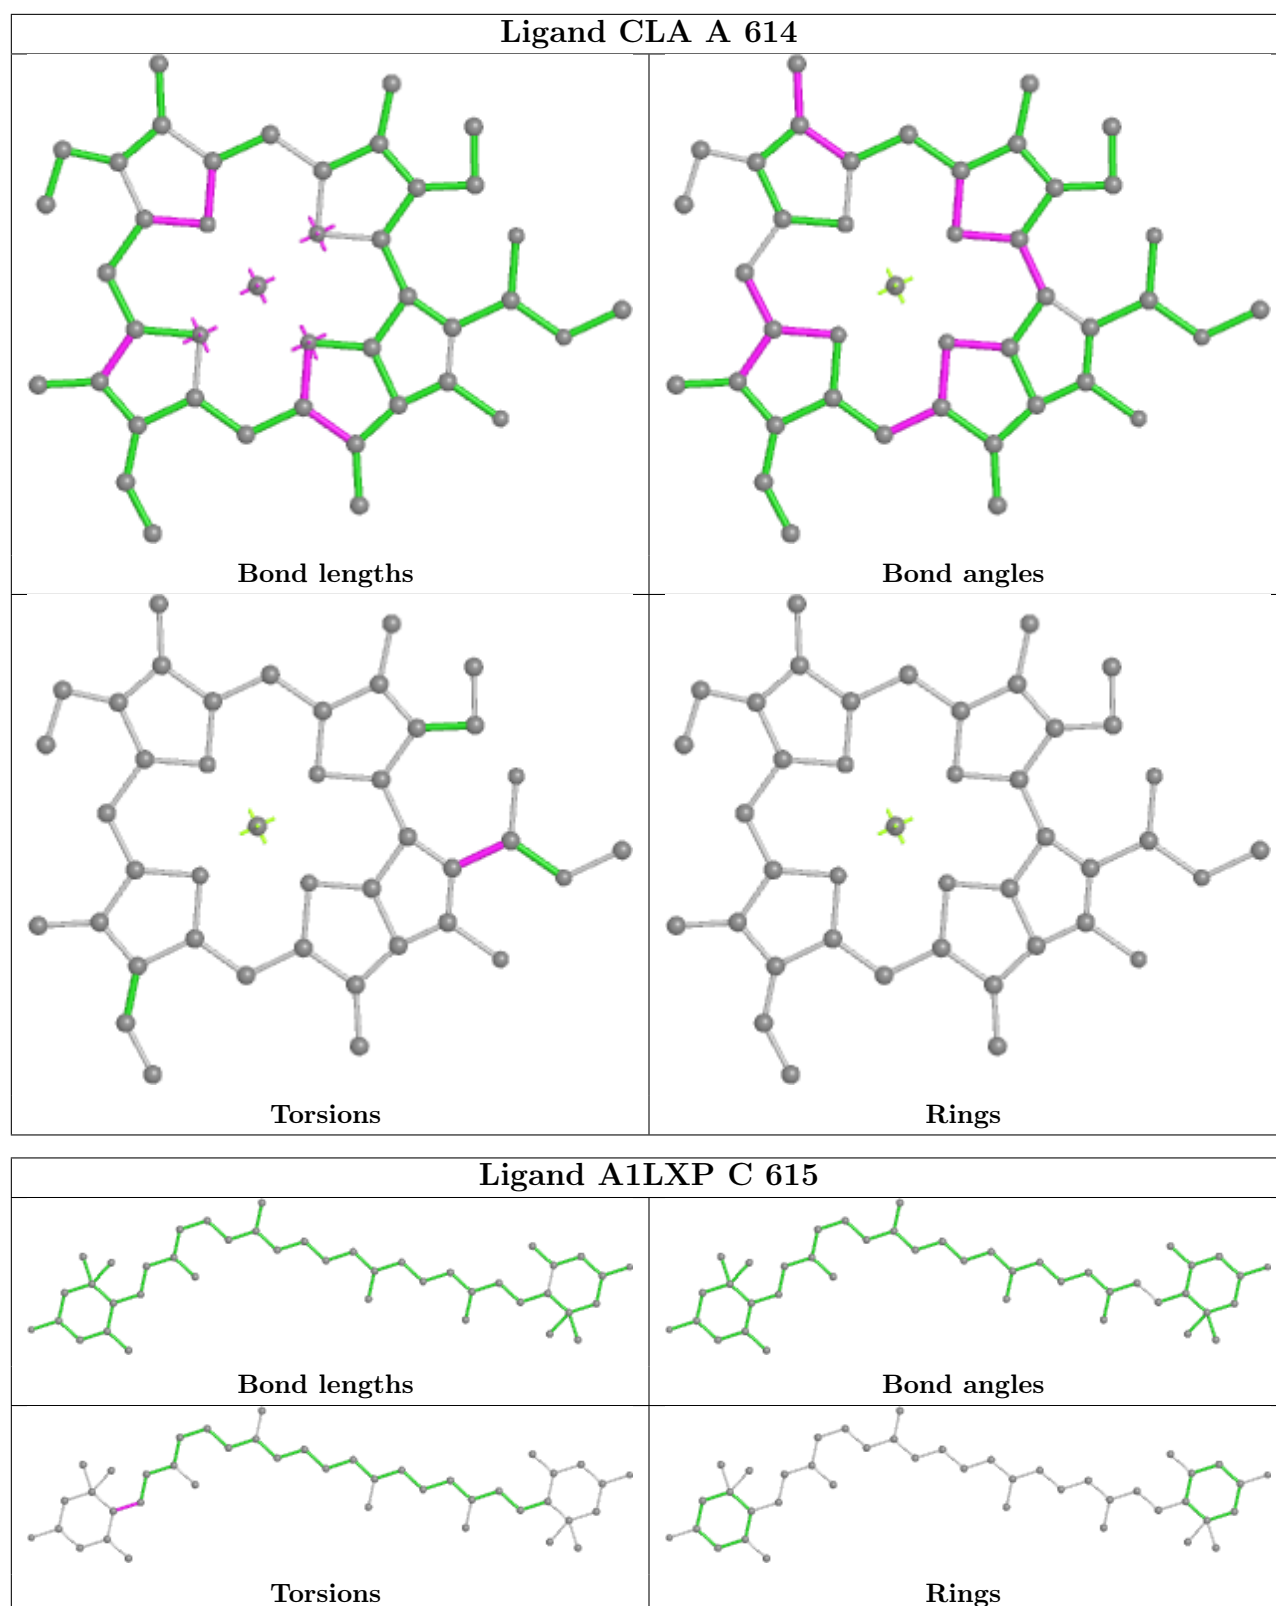 Ligand CLA A 614
Bond lengths
Bond angles
Torsions
Rings
Ligand A1LXP C 615
Bond lengths
Bond angles
Torsions
Rings